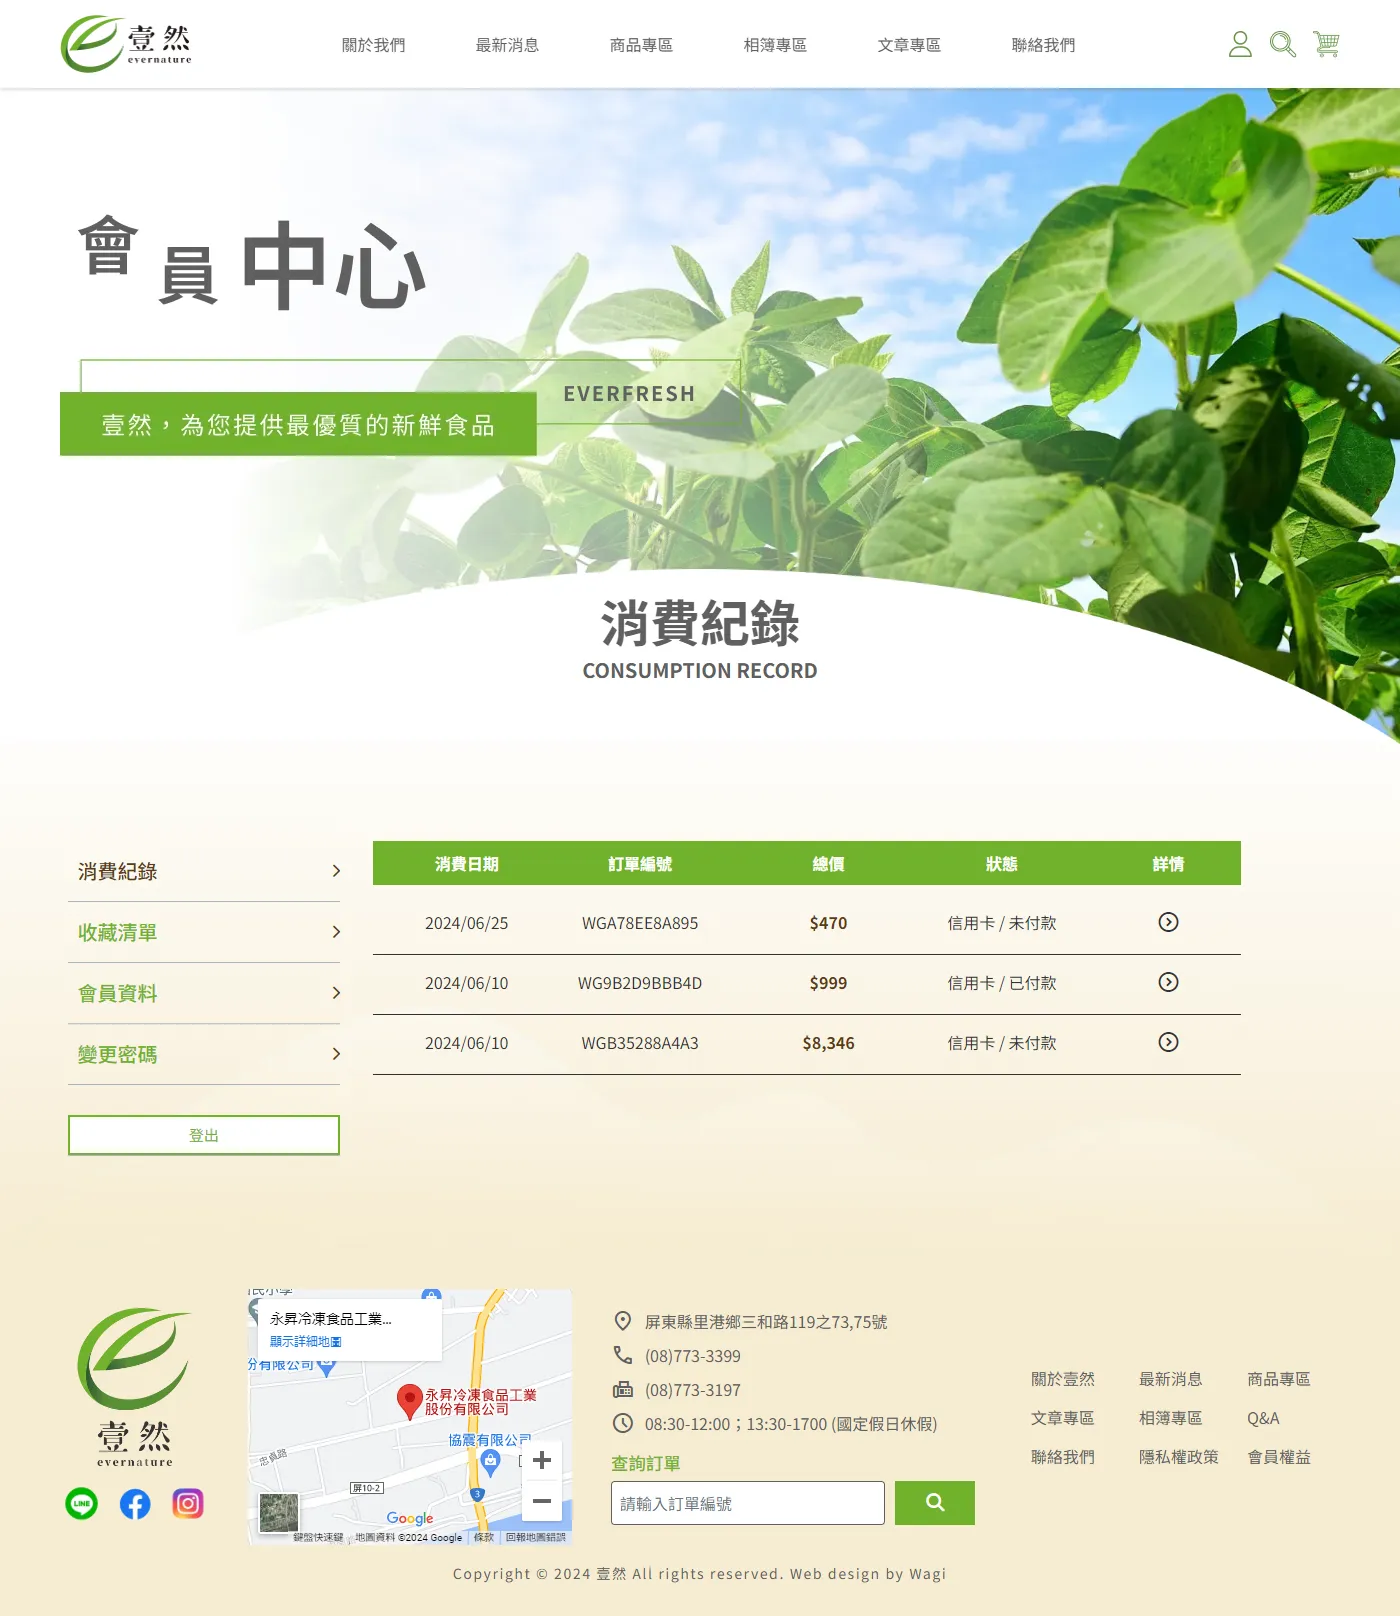 壹然
evernature
關於我們
最新消息
商品專區
相簿專區
文章專區
聯絡我們
會員中心
EVERFRESH
壹然，為您提供最優質的新鮮食品
消費紀錄
CONSUMPTION RECORD
消費紀錄
收藏清單
會員資料
變更密碼
登出
消費日期 訂單編號 總價 狀態 詳情
2024/06/25 WGA78EE8A895 $470 信用卡 / 未付款
2024/06/10 WG9B2D9BBB4D $999 信用卡 / 已付款
2024/06/10 WGB35288A4A3 $8,346 信用卡 / 未付款
壹然
evernature
LINE
永昇冷凍食品工業...
顯示詳細地圖
份有限公司
永昇冷凍食品工業
股份有限公司
協震有限公司
忠貞路
屏10-2
3
Google
鍵盤快速鍵 地圖資料 ©2024 Google 條款 回報地圖錯誤
屏東縣里港鄉三和路119之73,75號
(08)773-3399
(08)773-3197
08:30-12:00；13:30-1700 (國定假日休假)
查詢訂單
請輸入訂單編號
關於壹然 最新消息 商品專區
文章專區 相簿專區 Q&A
聯絡我們 隱私權政策 會員權益
Copyright © 2024 壹然 All rights reserved. Web design by Wagi